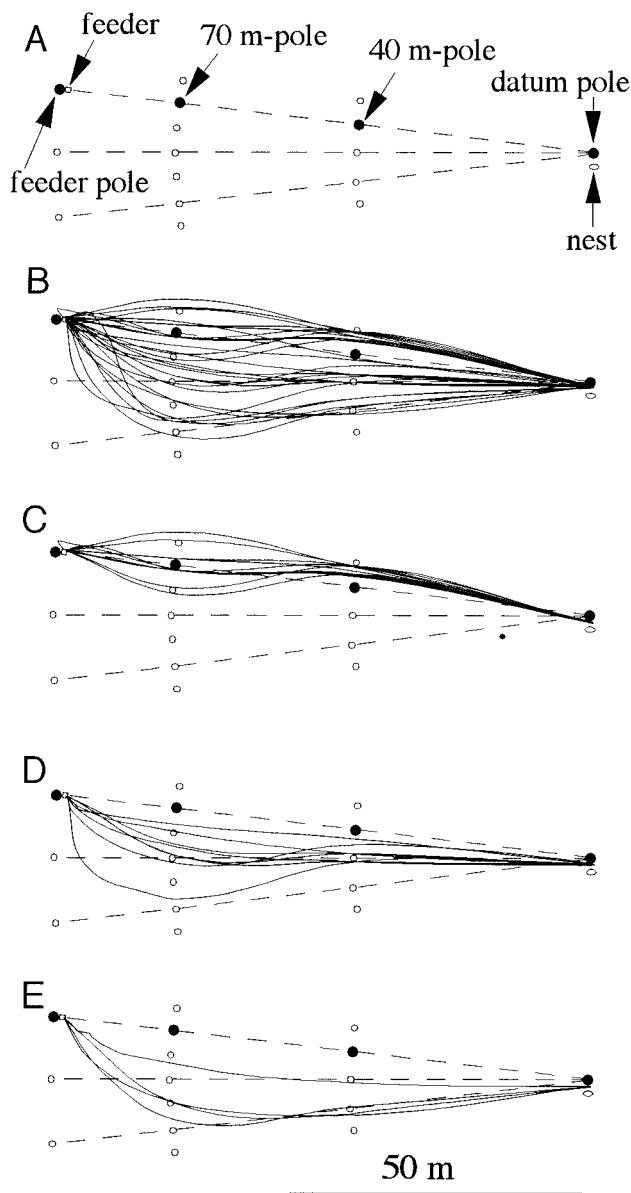 A
feeder
70 m-pole
40 m-pole
datum pole
feeder pole
nest
B
C
D
E
50 m